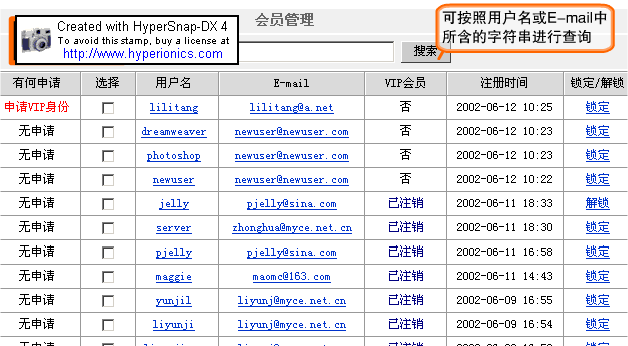 会员管理
Created with HyperSnap-DX 4
To avoid this stamp, buy a license at
http://www.hyperionics.com
可按照用户名或E-mail中
所含的字符串进行查询
搜索
有何申请 选择 用户名 E-mail VIP会员 注册时间 锁定/解锁
申请VIP身份 lilitang lilitang@a.net 否 2002-06-12 10:25 锁定
无申请 dreamweaver newuser@newuser.com 否 2002-06-12 10:23 锁定
无申请 photoshop newuser@newuser.com 否 2002-06-12 10:23 锁定
无申请 newuser newuser@newuser.com 否 2002-06-12 10:22 锁定
无申请 jelly pjelly@sina.com 已注销 2002-06-11 18:33 解锁
无申请 server zhonghua@myce.net.cn 已注销 2002-06-11 18:30 锁定
无申请 pjelly pjelly@sina.com 已注销 2002-06-11 16:58 锁定
无申请 maggie maomc@163.com 已注销 2002-06-11 14:43 锁定
无申请 yunjil liyunj@myce.net.cn 已注销 2002-06-09 16:55 锁定
无申请 liyunji liyunj@myce.net.cn 已注销 2002-06-09 16:54 锁定